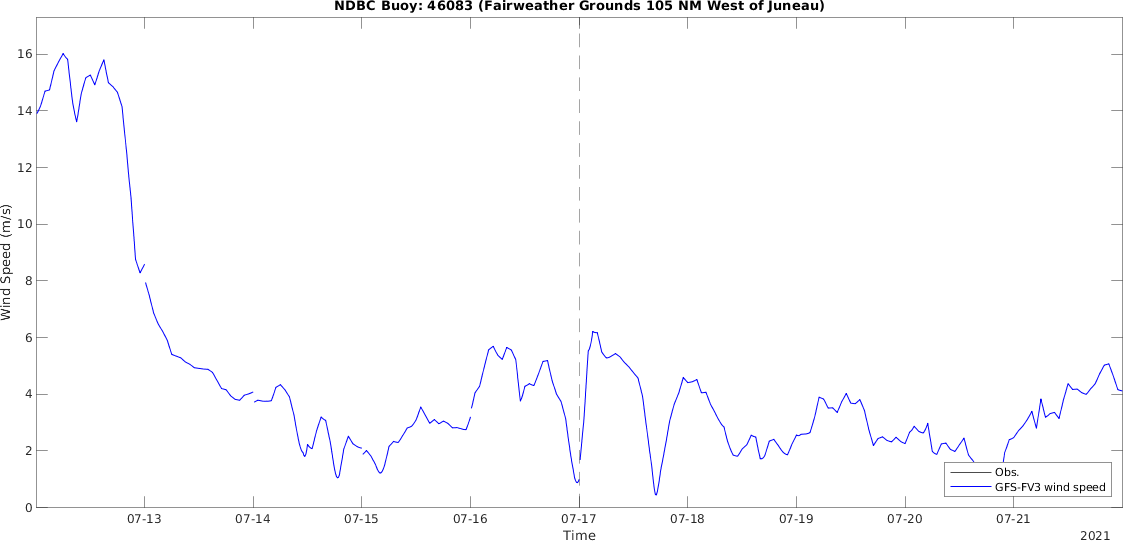 NDBC Buoy: 46083 (Fairweather Grounds 105 NM West of Juneau)
16
14
12
10
8
6
4
2
0
Wind Speed (m/s)
07-13 07-14 07-15 07-16 07-17 07-18 07-19 07-20 07-21
Time
2021
Obs.
GFS-FV3 wind speed